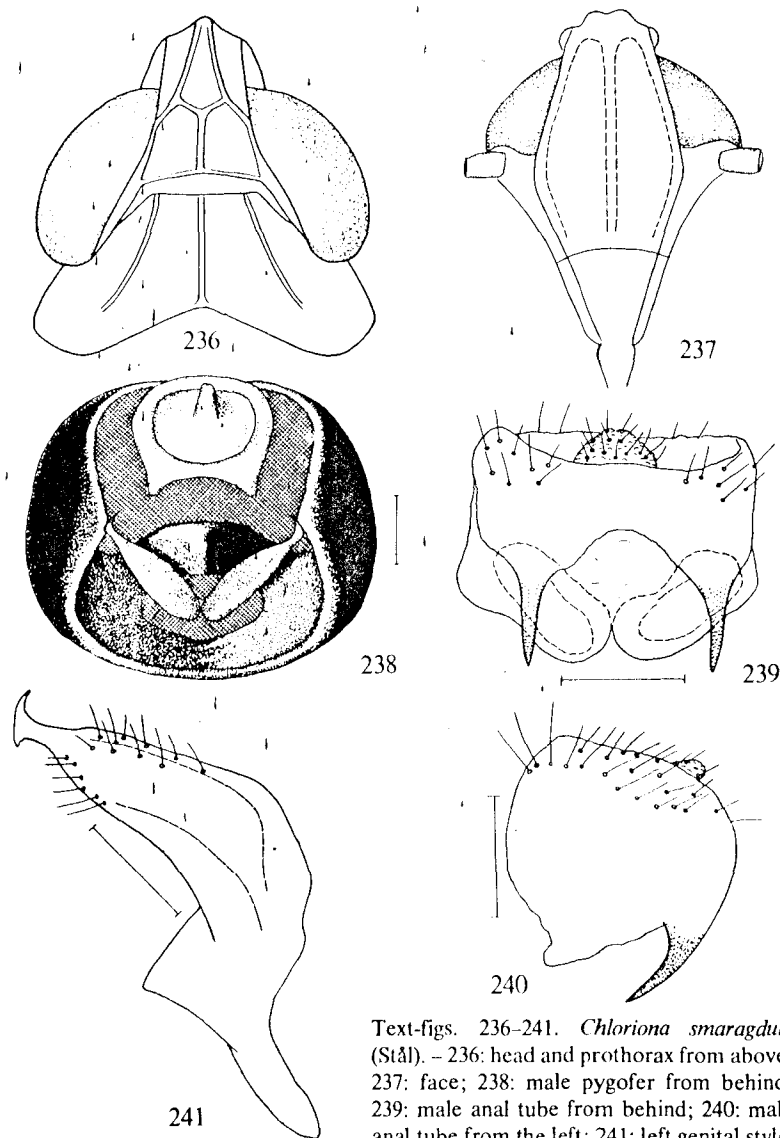 236
237
238
239
240
241
Text-figs. 236–241. Chloriona smaragdul
(Stål). – 236: head and prothorax from above
237: face; 238: male pygofer from behind
239: male anal tube from behind; 240: mal
anal tube from the left; 241: left genital style